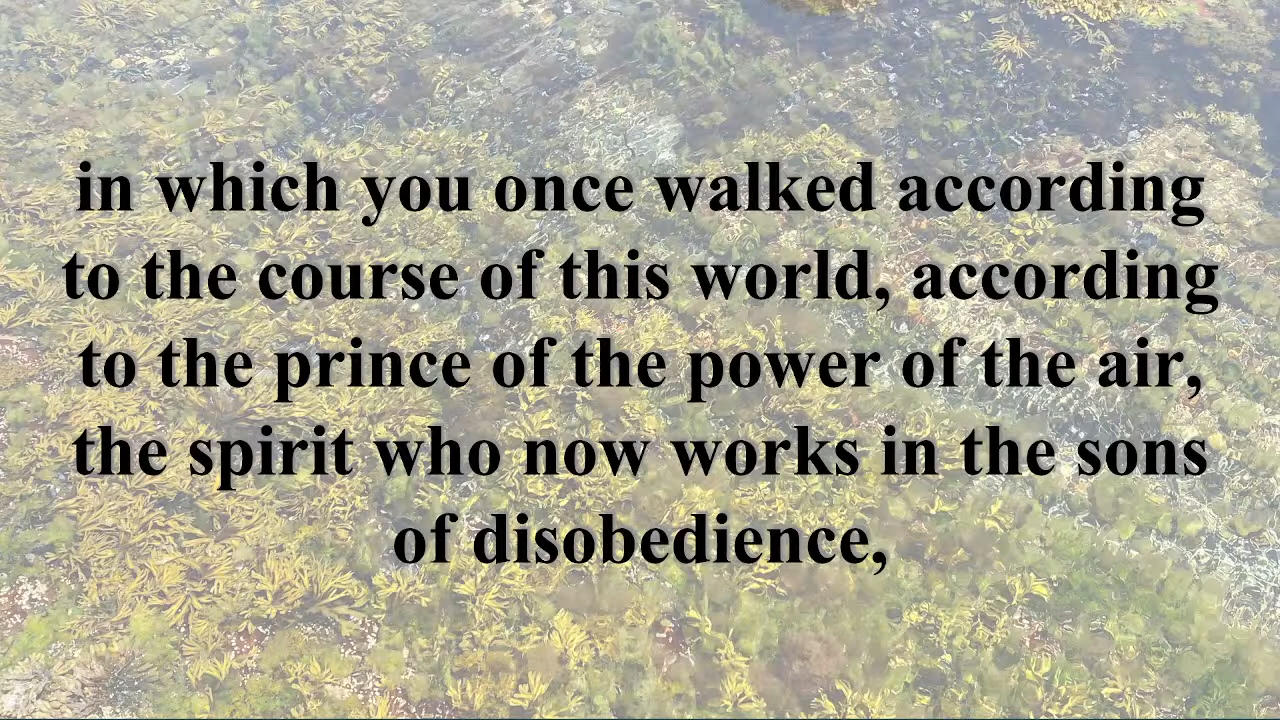 in which you once walked according
to the course of this world, according
to the prince of the power of the air,
the spirit who now works in the sons
of disobedience,